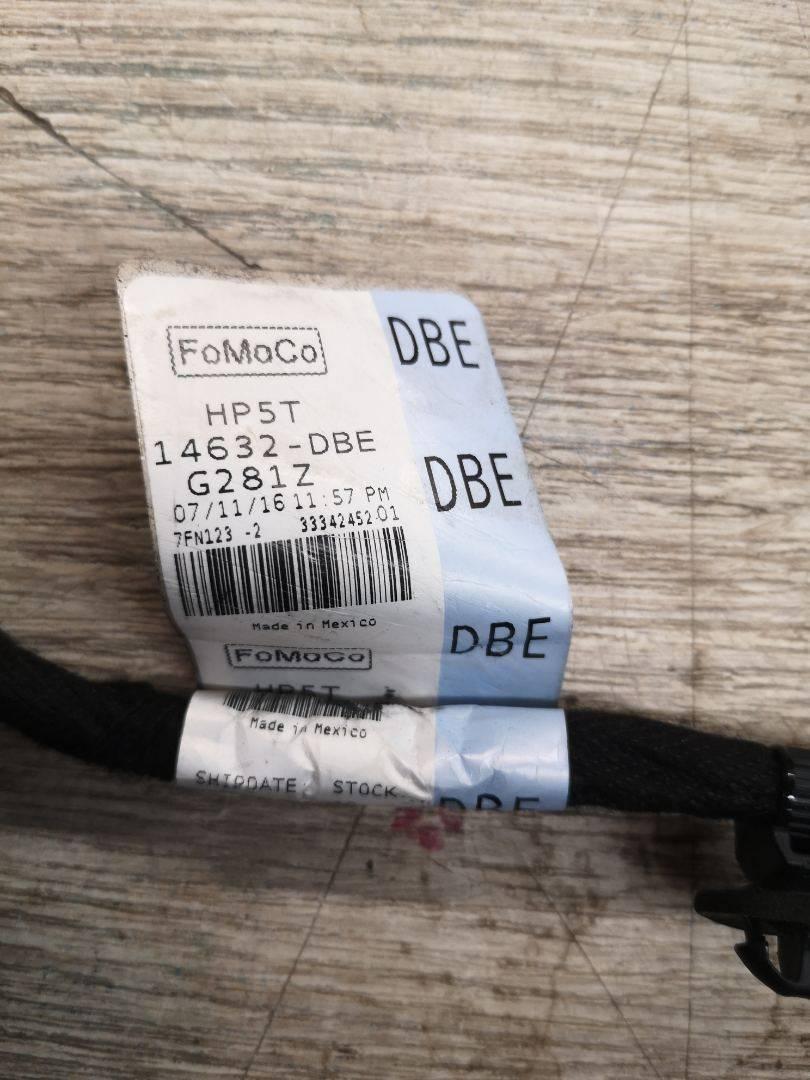 FoMoCo
DBE
HP5T
14632-DBE
G281Z
DBE
07/11/16 11:57 PM
7FN123 -2 3334245201
Made in Mexico
DBE
FoMoCo
HP5T
Made in Mexico
SHIPDATE STOCK
DBE